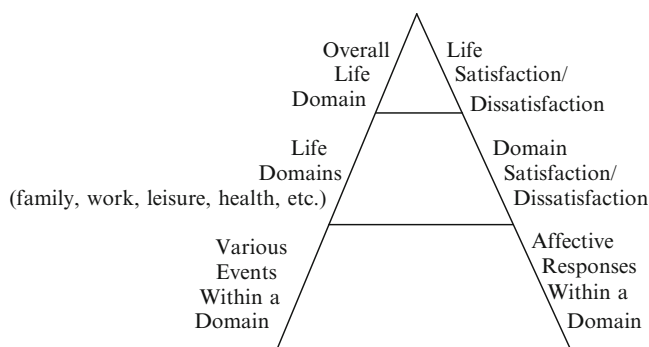 Overall
Life
Domain
Life
Satisfaction/
Dissatisfaction
Life
Domains
(family, work, leisure, health, etc.)
Domain
Satisfaction/
Dissatisfaction
Various
Events
Within a
Domain
Affective
Responses
Within a
Domain